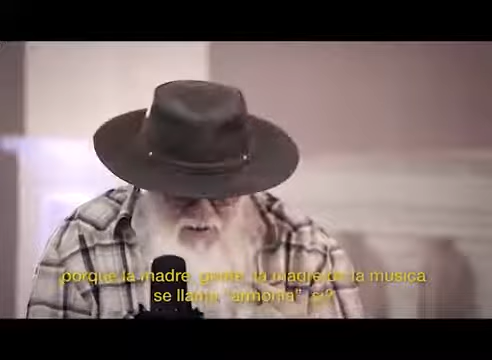 porque la madre, gente, la madre de la musica
se llama "armonia", si?